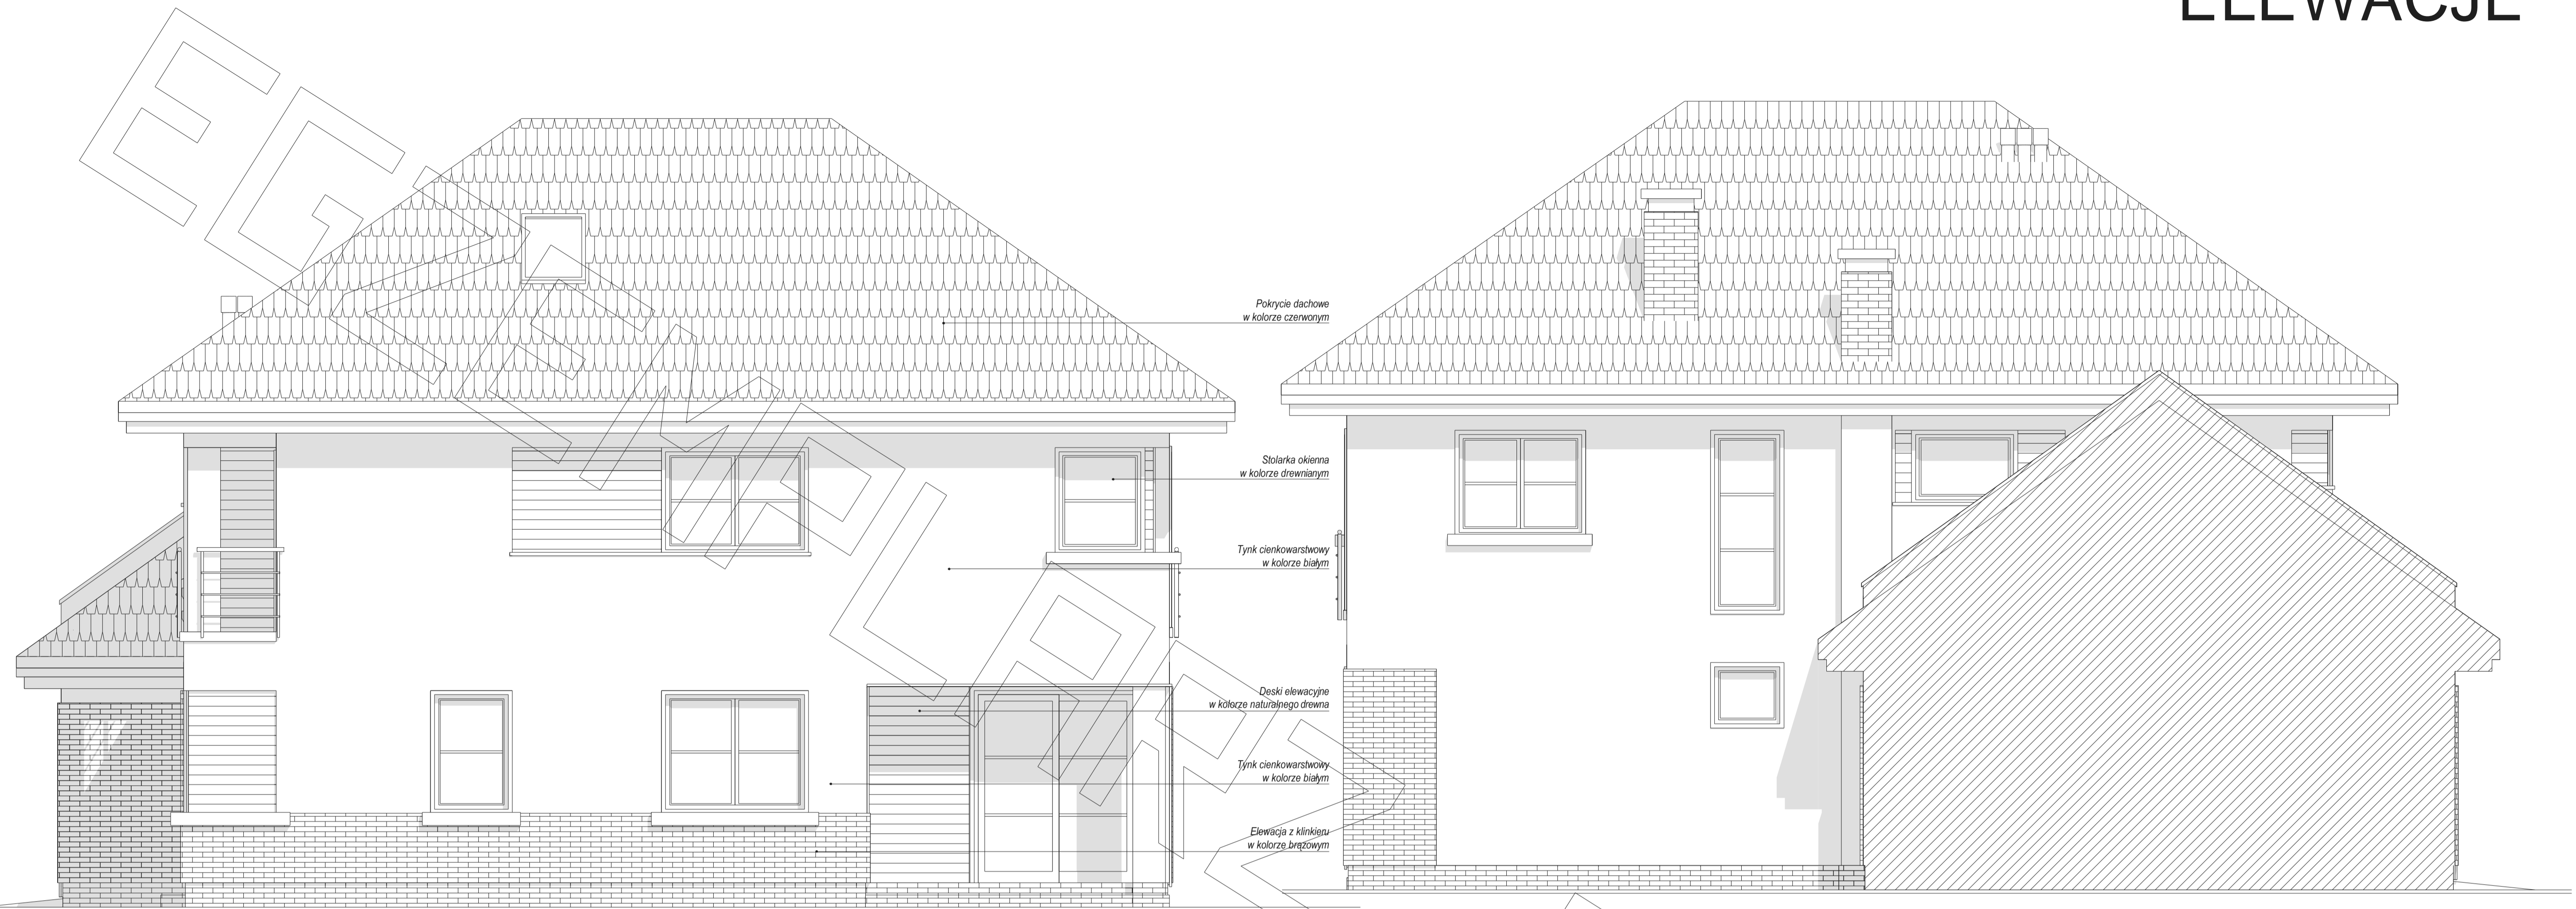 ELEWACJE
Pokrycie dachowe
w kolorze czerwonym
Stolarka okienna
w kolorze drewnianym
Tynk cienkowarstwowy
w kolorze białym
Deski elewacyjne
w kolorze naturalnego drewna
Tynk cienkowarstwowy
w kolorze białym
Elewacja z klinkieru
w kolorze brązowym